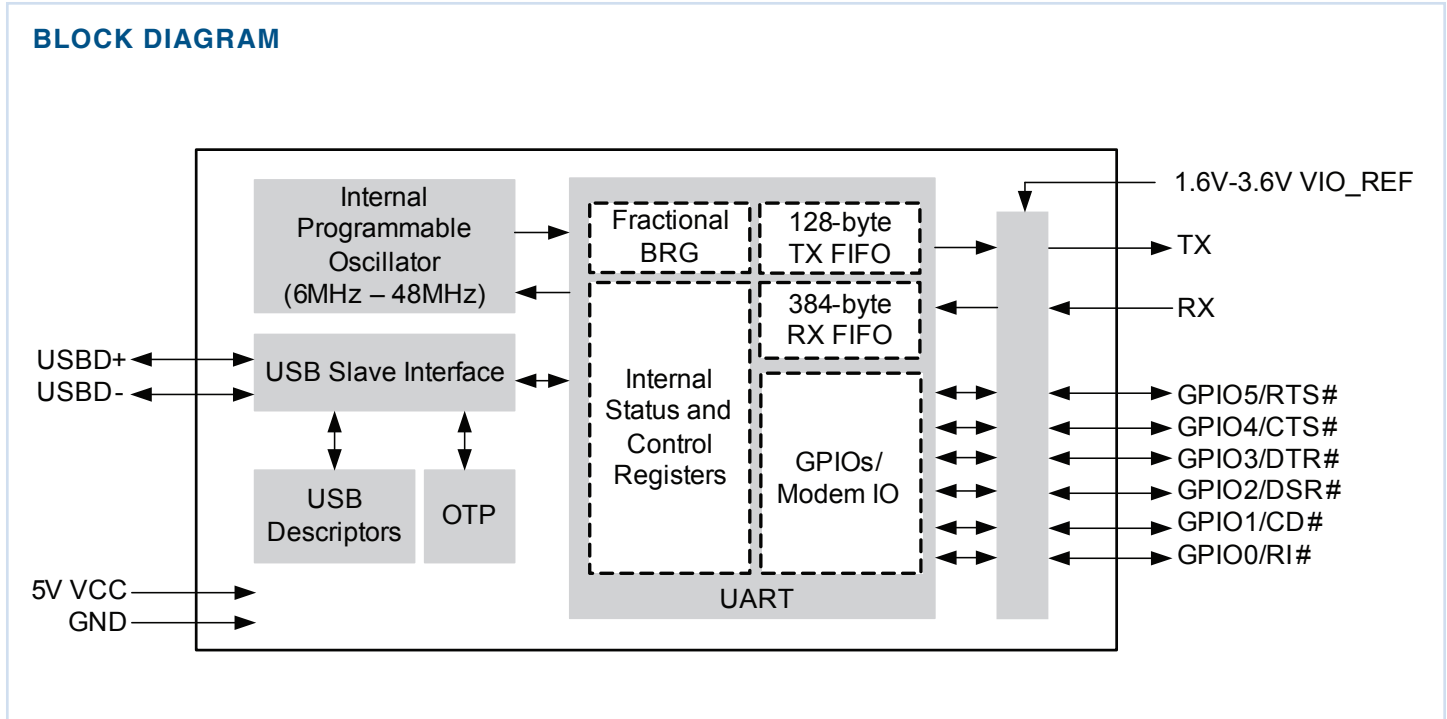 BLOCK DIAGRAM
Internal
Programmable
Oscillator
(6MHz – 48MHz)
Fractional
BRG
128-byte
TX FIFO
384-byte
RX FIFO
1.6V-3.6V VIO_REF
TX
RX
USBD+
USBD-
USB Slave Interface
Internal
Status and
Control
Registers
GPIOs/
Modem IO
GPIO5/RTS#
GPIO4/CTS#
GPIO3/DTR#
GPIO2/DSR#
GPIO1/CD#
GPIO0/RI#
USB
Descriptors
OTP
5V VCC
GND
UART